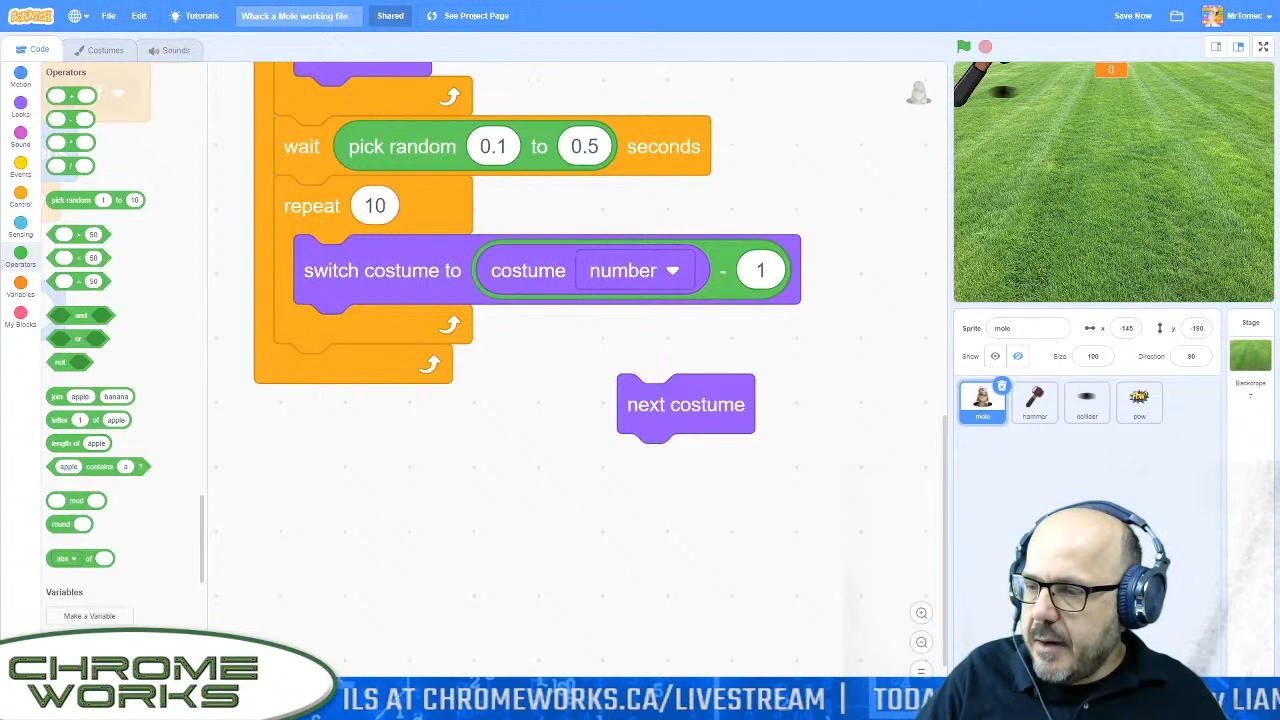 SCRATCH File Edit Tutorials Whack a Mole working file Shared See Project Page Save Now MrTomec
Code Costumes Sounds
Motion
Looks
Sound
Events
Control
Sensing
Operators
Variables
My Blocks
Operators
+
-
*
/
pick random 1 to 10
> 50
< 50
= 50
and
or
not
join apple banana
letter 1 of apple
length of apple
apple contains a ?
mod
round
abs of
Variables
Make a Variable
wait pick random 0.1 to 0.5 seconds
repeat 10
switch costume to costume number - 1
next costume
0
Sprite mole x -145 y -190
Show Size 100 Direction 90
mole hammer collider pow
Stage
Backdrops
7
CHROME
WORKS
ILS AT CHROMEWORKS.CA/LIVESTREAM |